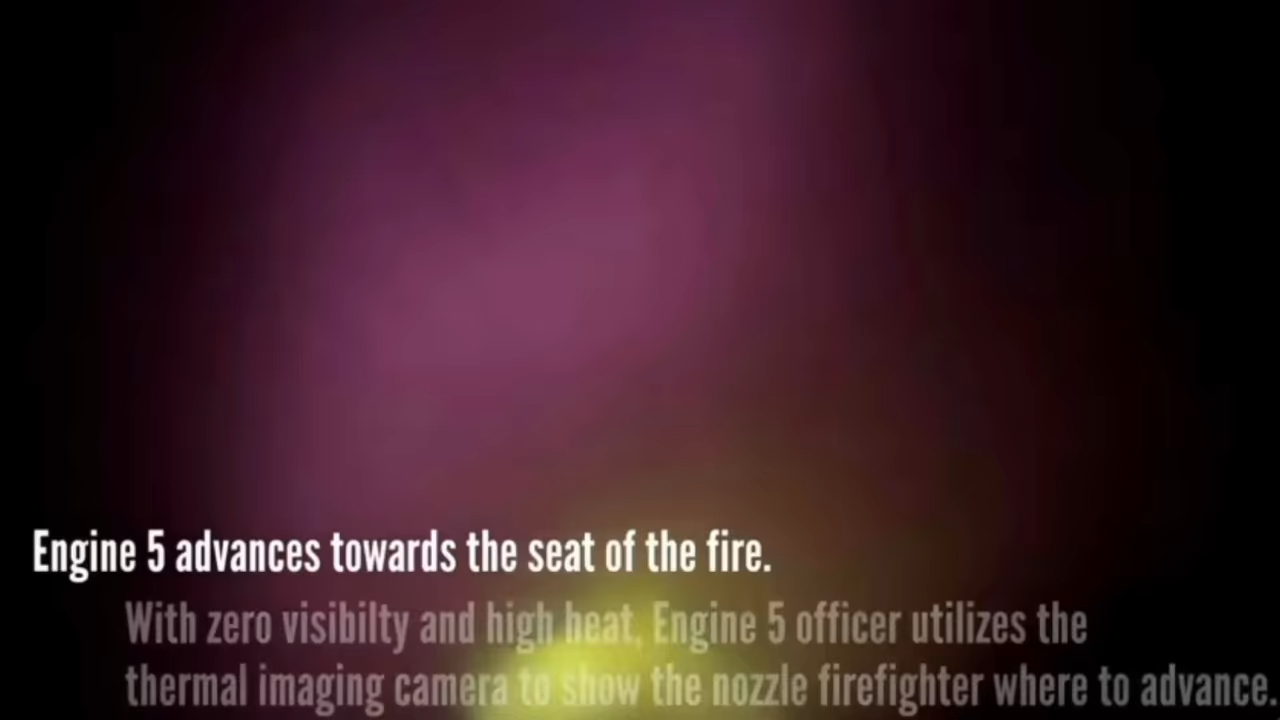 Engine 5 advances towards the seat of the fire.
With zero visibilty and high heat, Engine 5 officer utilizes the
thermal imaging camera to show the nozzle firefighter where to advance.